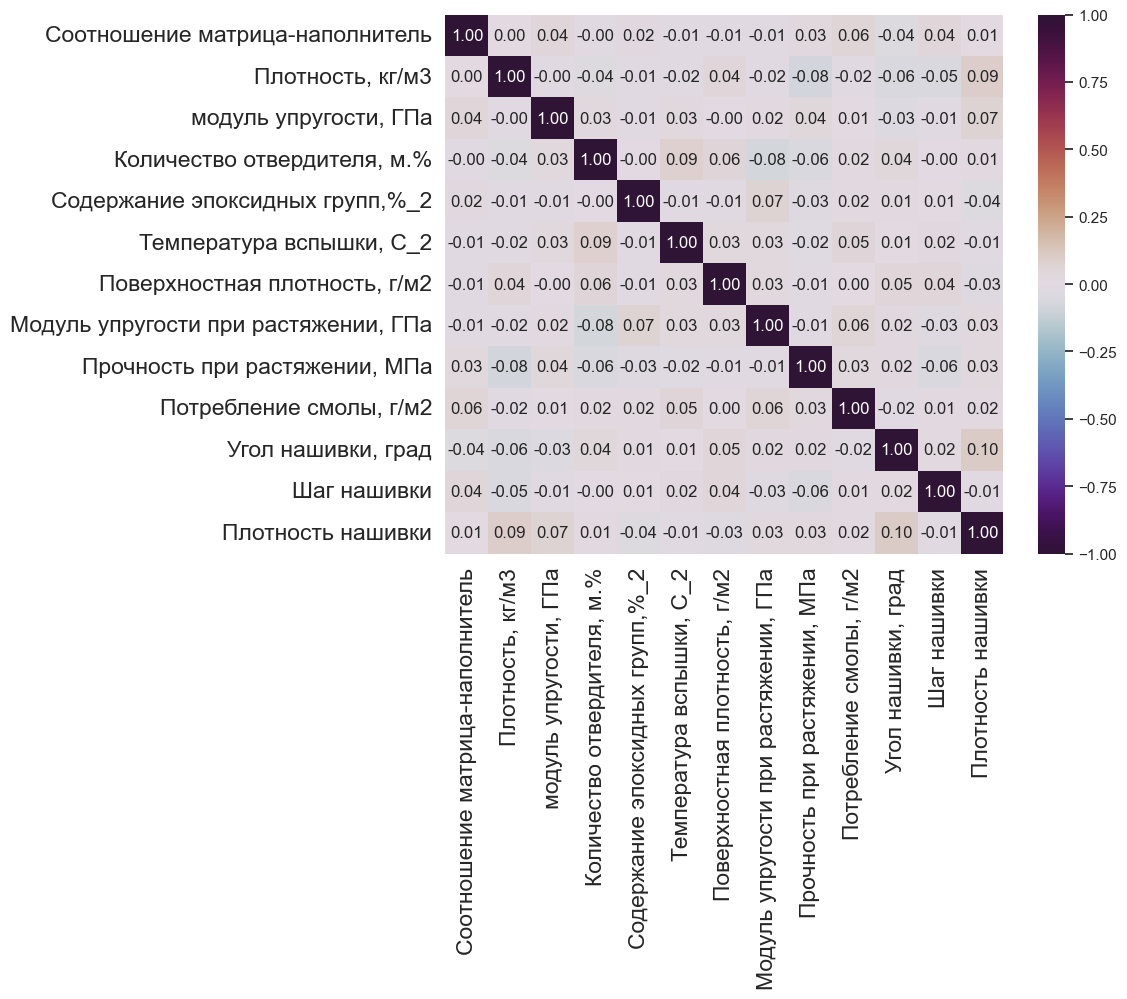 Соотношение матрица-наполнитель 1.00 0.00 0.04 -0.00 0.02 -0.01 -0.01 -0.01 0.03 0.06 -0.04 0.04 0.01
Плотность, кг/м3 0.00 1.00 -0.00 -0.04 -0.01 -0.02 0.04 -0.02 -0.08 -0.02 -0.06 -0.05 0.09
модуль упругости, ГПа 0.04 -0.00 1.00 0.03 -0.01 0.03 -0.00 0.02 0.04 0.01 -0.03 -0.01 0.07
Количество отвердителя, м.% -0.00 -0.04 0.03 1.00 -0.00 0.09 0.06 -0.08 -0.06 0.02 0.04 -0.00 0.01
Содержание эпоксидных групп,%_2 0.02 -0.01 -0.01 -0.00 1.00 -0.01 -0.01 0.07 -0.03 0.02 0.01 0.01 -0.04
Температура вспышки, С_2 -0.01 -0.02 0.03 0.09 -0.01 1.00 0.03 0.03 -0.02 0.05 0.01 0.02 -0.01
Поверхностная плотность, г/м2 -0.01 0.04 -0.00 0.06 -0.01 0.03 1.00 0.03 -0.01 0.00 0.05 0.04 -0.03
Модуль упругости при растяжении, ГПа -0.01 -0.02 0.02 -0.08 0.07 0.03 0.03 1.00 -0.01 0.06 0.02 -0.03 0.03
Прочность при растяжении, МПа 0.03 -0.08 0.04 -0.06 -0.03 -0.02 -0.01 -0.01 1.00 0.03 0.02 -0.06 0.03
Потребление смолы, г/м2 0.06 -0.02 0.01 0.02 0.02 0.05 0.00 0.06 0.03 1.00 -0.02 0.01 0.02
Угол нашивки, град -0.04 -0.06 -0.03 0.04 0.01 0.01 0.05 0.02 0.02 -0.02 1.00 0.02 0.10
Шаг нашивки 0.04 -0.05 -0.01 -0.00 0.01 0.02 0.04 -0.03 -0.06 0.01 0.02 1.00 -0.01
Плотность нашивки 0.01 0.09 0.07 0.01 -0.04 -0.01 -0.03 0.03 0.03 0.02 0.10 -0.01 1.00
Соотношение матрица-наполнитель
Плотность, кг/м3
модуль упругости, ГПа
Количество отвердителя, м.%
Содержание эпоксидных групп,%_2
Температура вспышки, С_2
Поверхностная плотность, г/м2
Модуль упругости при растяжении, ГПа
Прочность при растяжении, МПа
Потребление смолы, г/м2
Угол нашивки, град
Шаг нашивки
Плотность нашивки
1.00
0.75
0.50
0.25
0.00
−0.25
−0.50
−0.75
−1.00